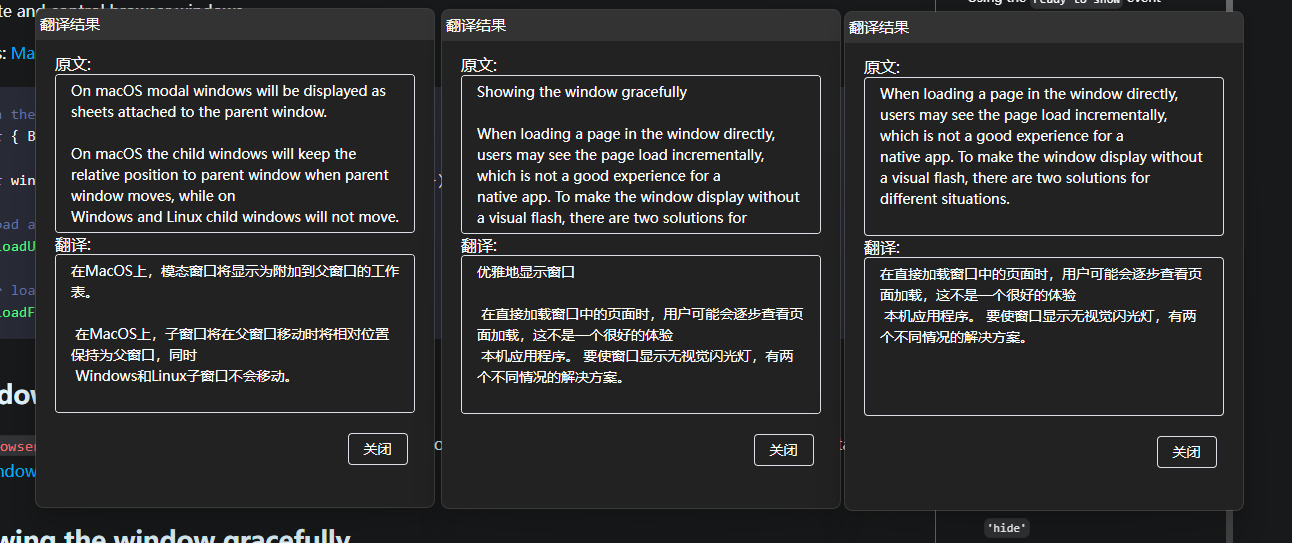 te and control browser windows.
Using the ready-to-show event
s: Ma
n the
r { B
r win
oad a
loadU
loa
loadF
ndow
owser
ndow
wing the window gracefully
'hide'
翻译结果
原文:
On macOS modal windows will be displayed as
sheets attached to the parent window.
On macOS the child windows will keep the
relative position to parent window when parent
window moves, while on
Windows and Linux child windows will not move.
翻译:
在MacOS上，模态窗口将显示为附加到父窗口的工作
表。
在MacOS上，子窗口将在父窗口移动时将相对位置
保持为父窗口，同时
Windows和Linux子窗口不会移动。
关闭
翻译结果
原文:
Showing the window gracefully
When loading a page in the window directly,
users may see the page load incrementally,
which is not a good experience for a
native app. To make the window display without
a visual flash, there are two solutions for
翻译:
优雅地显示窗口
在直接加载窗口中的页面时，用户可能会逐步查看页
面加载，这不是一个很好的体验
本机应用程序。 要使窗口显示无视觉闪光灯，有两
个不同情况的解决方案。
关闭
翻译结果
原文:
When loading a page in the window directly,
users may see the page load incrementally,
which is not a good experience for a
native app. To make the window display without
a visual flash, there are two solutions for
different situations.
翻译:
在直接加载窗口中的页面时，用户可能会逐步查看页
面加载，这不是一个很好的体验
本机应用程序。 要使窗口显示无视觉闪光灯，有两
个不同情况的解决方案。
关闭